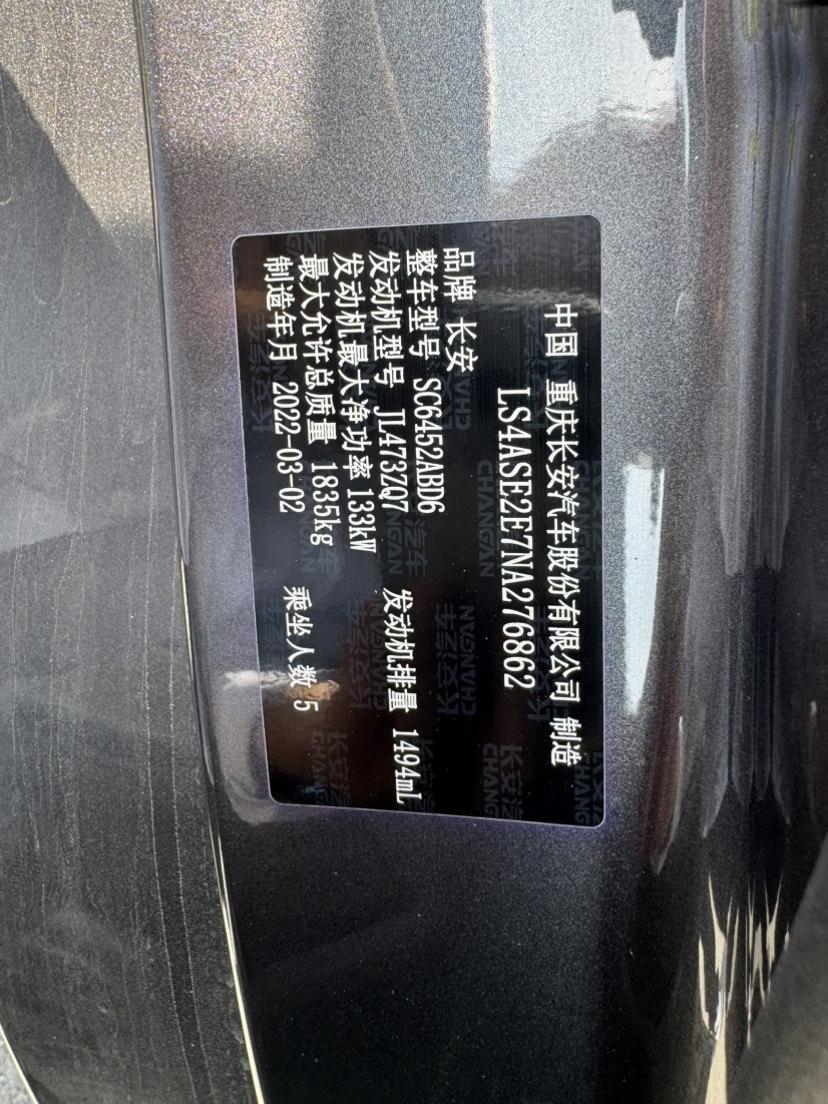 中国 重庆长安汽车股份有限公司 制造
LS4ASE2E7NA276862
品牌 长安
整车型号 SC6452ABD6
发动机型号 JL473ZQ7 发动机排量 1494mL
发动机最大净功率 133kW
最大允许总质量 1835kg
制造年月 2022-03-02 乘坐人数 5